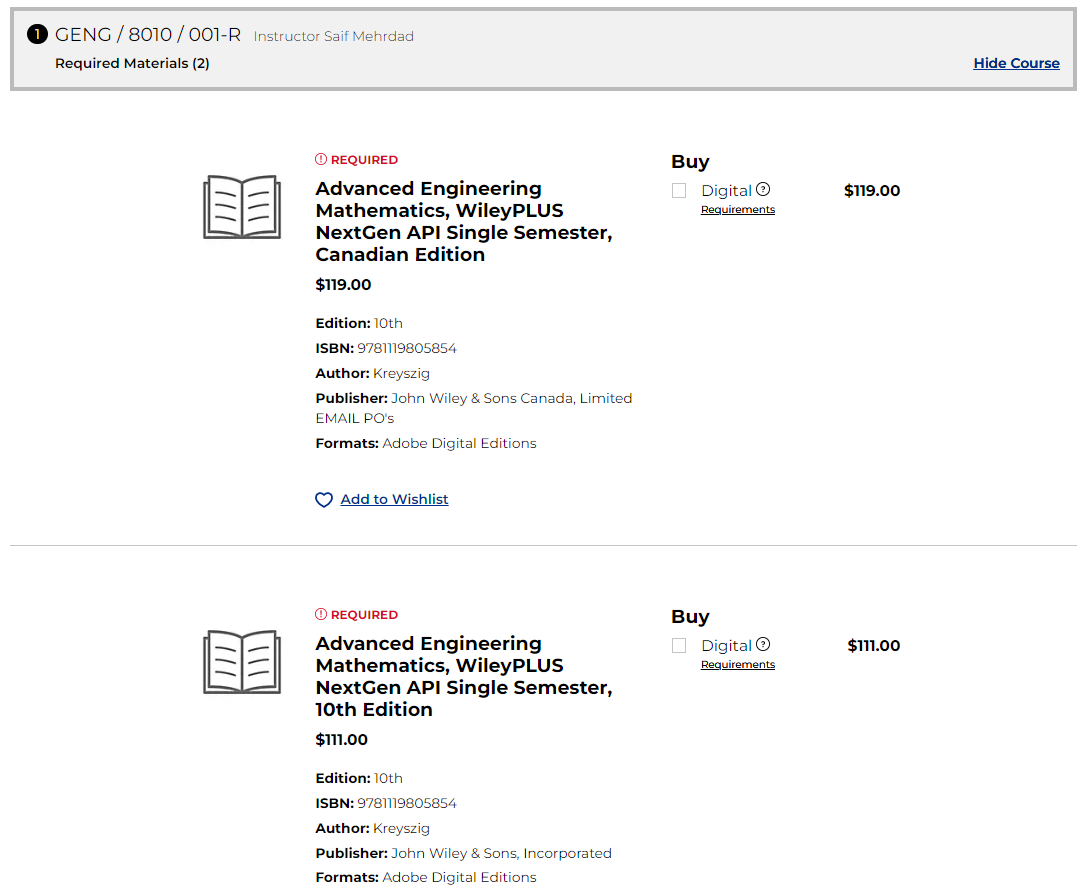 1 GENG / 8010 / 001-R Instructor Saif Mehrdad
Required Materials (2)
Hide Course
REQUIRED
Advanced Engineering
Mathematics, WileyPLUS
NextGen API Single Semester,
Canadian Edition
$119.00
Edition: 10th
ISBN: 9781119805854
Author: Kreyszig
Publisher: John Wiley & Sons Canada, Limited
EMAIL PO's
Formats: Adobe Digital Editions
Add to Wishlist
Buy
Digital ? $119.00
Requirements
REQUIRED
Advanced Engineering
Mathematics, WileyPLUS
NextGen API Single Semester,
10th Edition
$111.00
Edition: 10th
ISBN: 9781119805854
Author: Kreyszig
Publisher: John Wiley & Sons, Incorporated
Formats: Adobe Digital Editions
Buy
Digital ? $111.00
Requirements